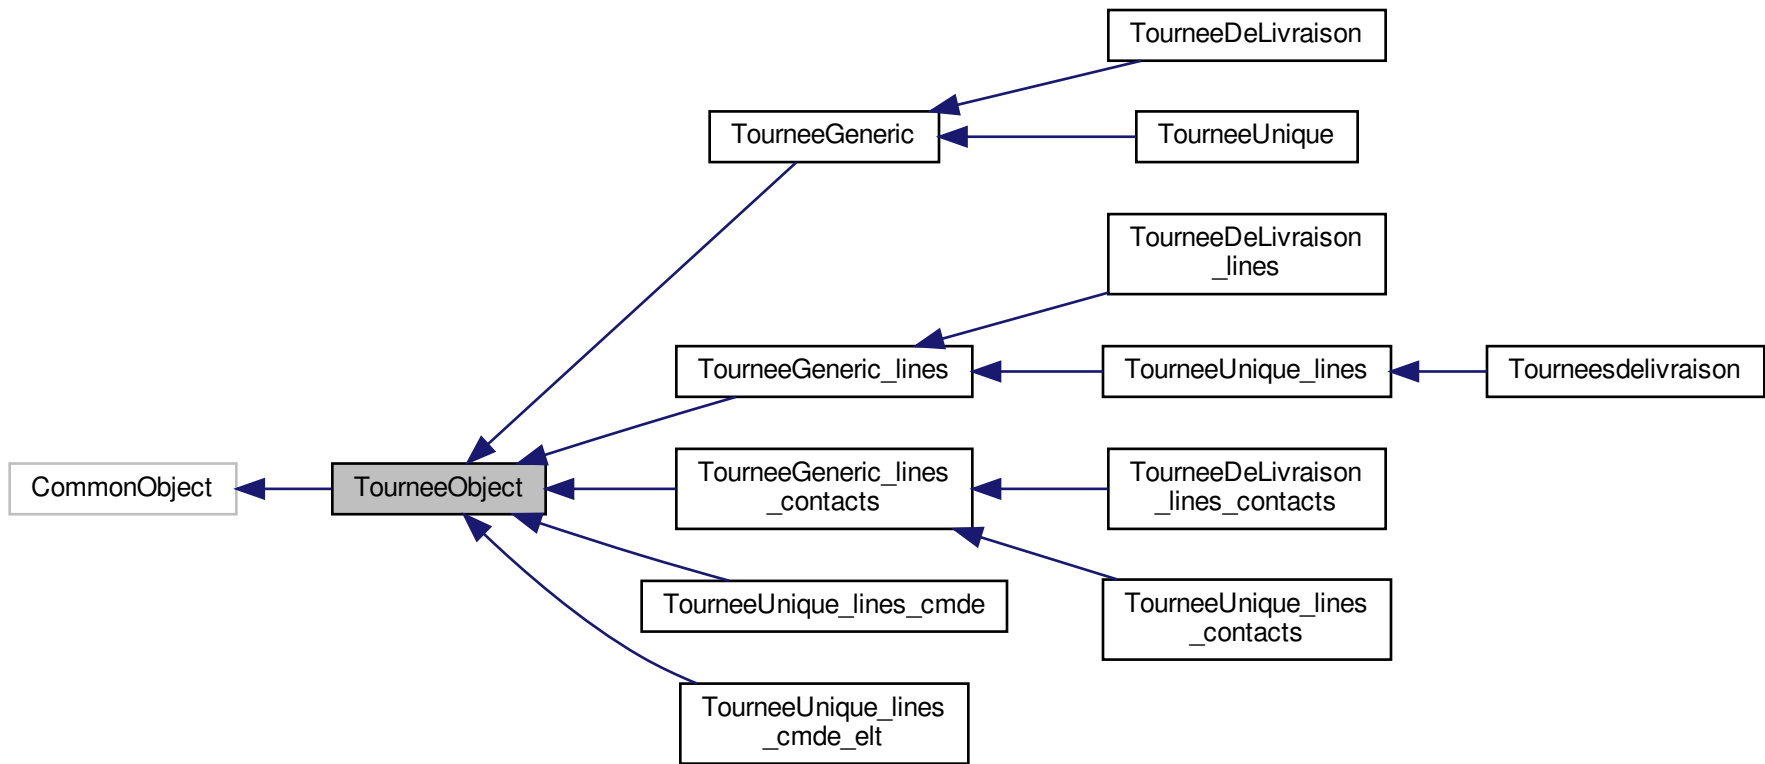 TourneeDeLivraison
TourneeGeneric
TourneeUnique
TourneeDeLivraison
_lines
TourneeGeneric_lines
TourneeUnique_lines
Tourneesdelivraison
CommonObject
TourneeObject
TourneeGeneric_lines
_contacts
TourneeDeLivraison
_lines_contacts
TourneeUnique_lines_cmde
TourneeUnique_lines
_contacts
TourneeUnique_lines
_cmde_elt